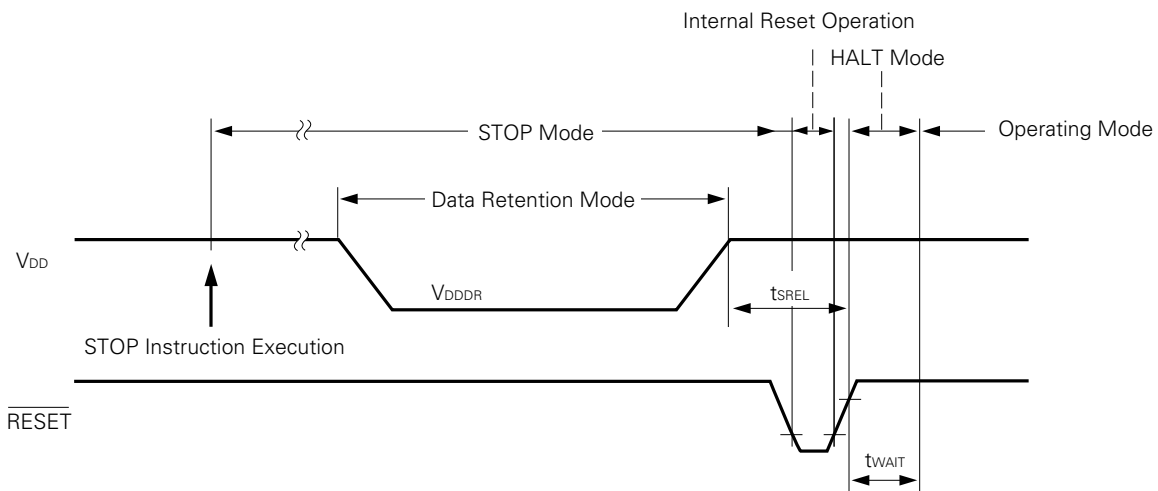 Internal Reset Operation
HALT Mode
STOP Mode
Operating Mode
Data Retention Mode
VDD
VDDDR
tSREL
STOP Instruction Execution
RESET
tWAIT